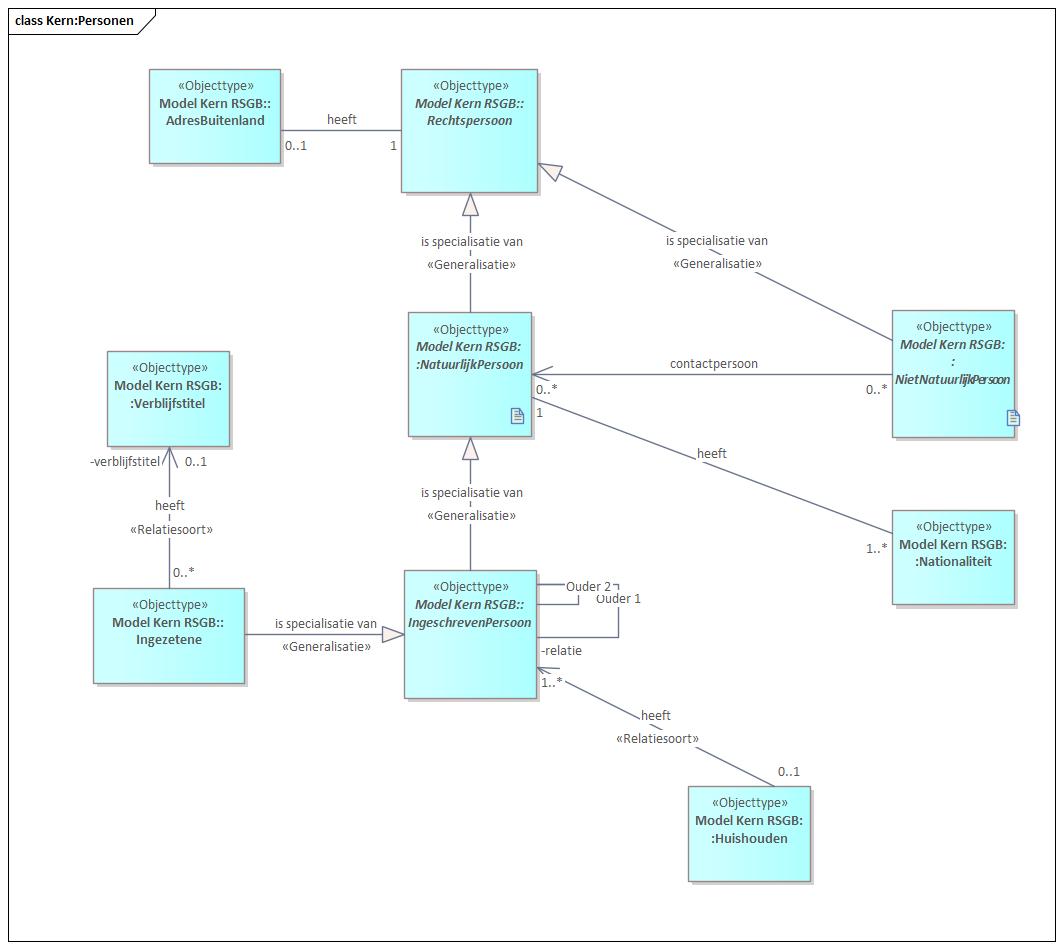 class Kern:Personen
«Objecttype»
Model Kern RSGB::
AdresBuitenland
heeft
0..1
1
«Objecttype»
Model Kern RSGB::
Rechtspersoon
is specialisatie van
«Generalisatie»
is specialisatie van
«Generalisatie»
«Objecttype»
Model Kern RSGB:
:NatuurlijkPersoon
contactpersoon
0..*
0..*
«Objecttype»
Model Kern RSGB:
:
NietNatuurlijkPersoon
«Objecttype»
Model Kern RSGB:
:Verblijfstitel
1
heeft
1..*
-verblijfstitel
0..1
heeft
«Relatiesoort»
0..*
is specialisatie van
«Generalisatie»
«Objecttype»
Model Kern RSGB:
:Nationaliteit
«Objecttype»
Model Kern RSGB::
Ingezetene
is specialisatie van
«Generalisatie»
«Objecttype»
Model Kern RSGB::
IngeschrevenPersoon
Ouder 2
Ouder 1
-relatie
1..*
heeft
«Relatiesoort»
0..1
«Objecttype»
Model Kern RSGB:
:Huishouden